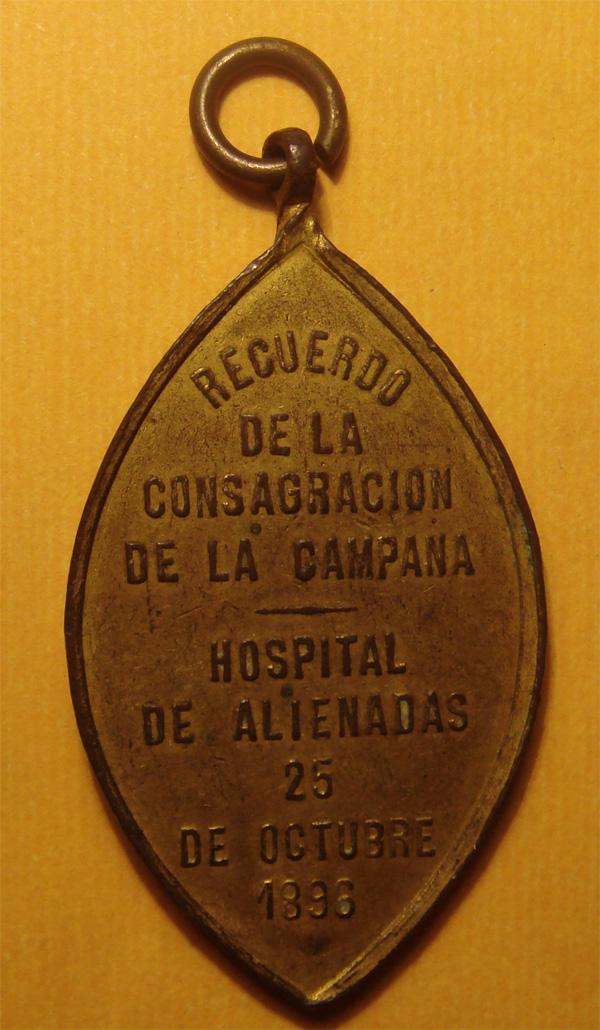 RECUERDO
DE LA
CONSAGRACION
DE LA CAMPANA
HOSPITAL
DE ALIENADAS
25
DE OCTUBRE
1896